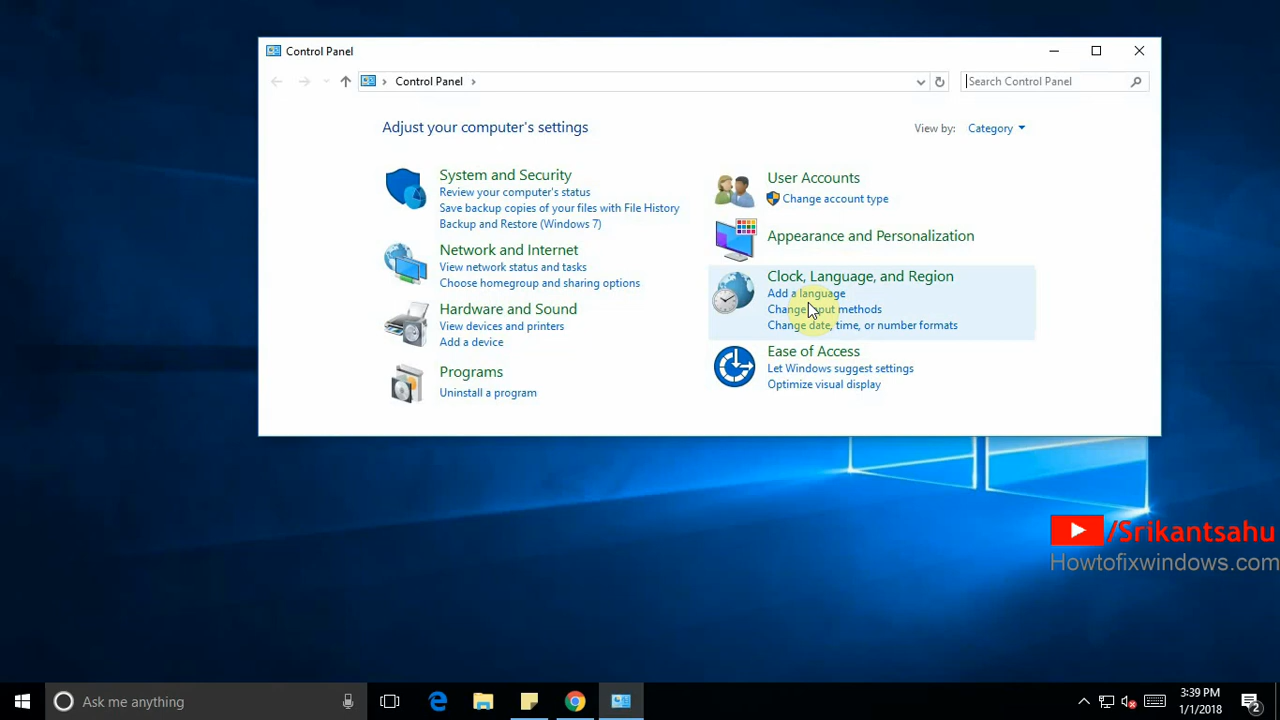 Control Panel
Control Panel
Search Control Panel
Adjust your computer's settings
View by: Category
System and Security
Review your computer's status
Save backup copies of your files with File History
Backup and Restore (Windows 7)
Network and Internet
View network status and tasks
Choose homegroup and sharing options
Hardware and Sound
View devices and printers
Add a device
Programs
Uninstall a program
User Accounts
Change account type
Appearance and Personalization
Clock, Language, and Region
Add a language
Change input methods
Change date, time, or number formats
Ease of Access
Let Windows suggest settings
Optimize visual display
/Srikantsahu
Howtofixwindows.com
Ask me anything
3:39 PM
1/1/2018
2